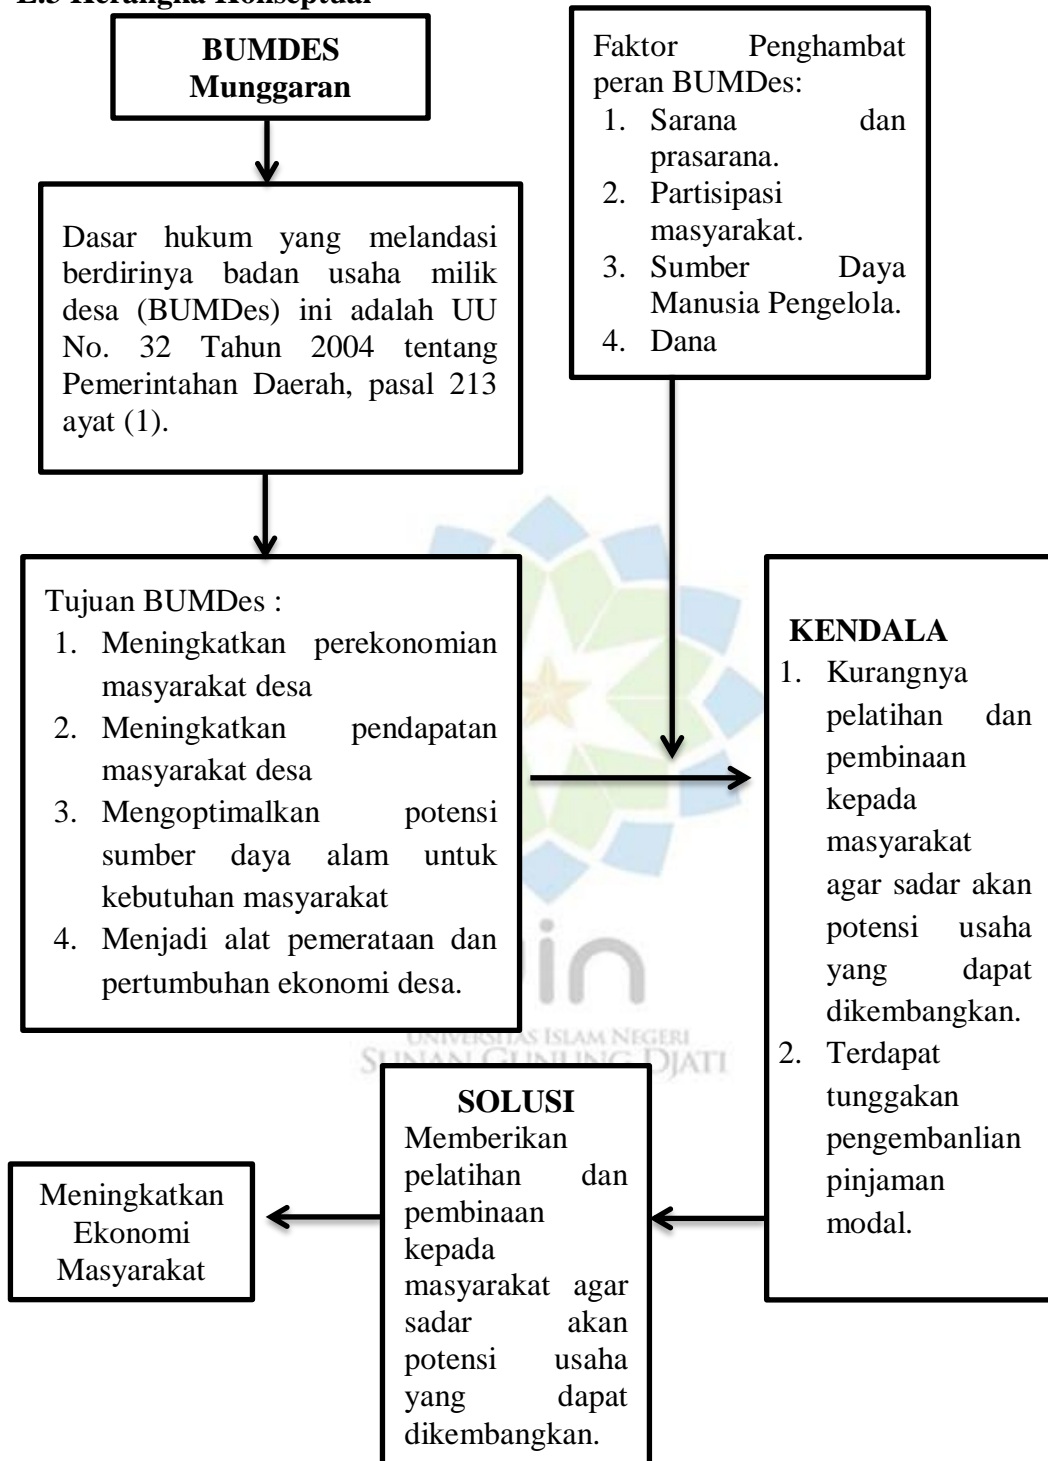 Kerangka Konseptual
BUMDES
Munggaran
Faktor Penghambat
peran BUMDes:
1. Sarana dan
prasarana.
2. Partisipasi
masyarakat.
3. Sumber Daya
Manusia Pengelola.
4. Dana
Dasar hukum yang melandasi
berdirinya badan usaha milik
desa (BUMDes) ini adalah UU
No. 32 Tahun 2004 tentang
Pemerintahan Daerah, pasal 213
ayat (1).
Tujuan BUMDes :
1. Meningkatkan perekonomian
masyarakat desa
2. Meningkatkan pendapatan
masyarakat desa
3. Mengoptimalkan potensi
sumber daya alam untuk
kebutuhan masyarakat
4. Menjadi alat pemerataan dan
pertumbuhan ekonomi desa.
KENDALA
1. Kurangnya
pelatihan dan
pembinaan
kepada
masyarakat
agar sadar akan
potensi usaha
yang dapat
dikembangkan.
2. Terdapat
tunggakan
pengembanlian
pinjaman
modal.
UNIVERSITAS ISLAM NEGERI
SUNAN GUNUNG DJATI
SOLUSI
Memberikan
pelatihan dan
pembinaan
kepada
masyarakat agar
sadar akan
potensi usaha
yang dapat
dikembangkan.
Meningkatkan
Ekonomi
Masyarakat